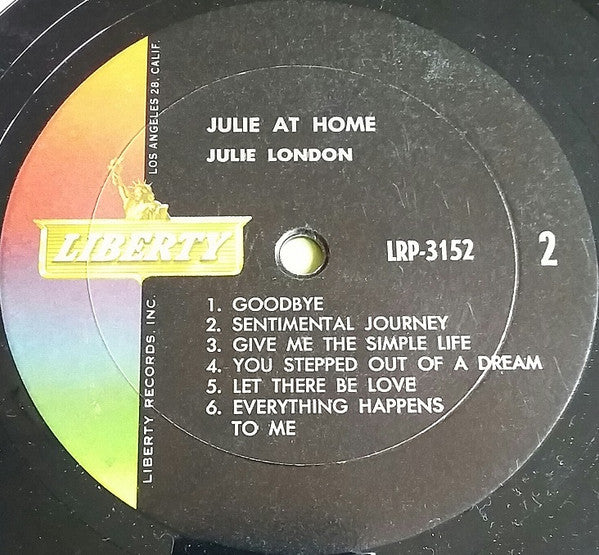 JULIE AT HOME
JULIE LONDON
LIBERTY
LRP-3152
2
1. GOODBYE
2. SENTIMENTAL JOURNEY
3. GIVE ME THE SIMPLE LIFE
4. YOU STEPPED OUT OF A DREAM
5. LET THERE BE LOVE
6. EVERYTHING HAPPENS
TO ME
LIBERTY RECORDS, INC.
LOS ANGELES 28, CALIF.